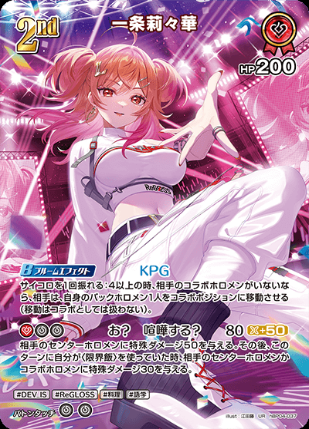 2nd
一条莉々華
HP200
ReGLOSS
ブルームエフェクト KPG
サイコロを1回振れる:4以上の時、相手のコラボホロメンがいないな
ら、相手は、自身のバックホロメン1人をコラボポジションに移動させる
(移動はコラボとしては扱わない)。
お? 喧嘩する? 80 +50
相手のセンターホロメンに特殊ダメージ50を与える。その後、この
ターンに自分が〈限界飯〉を使っていた時、相手のセンターホロメンか
コラボホロメンに特殊ダメージ30を与える。
#DEV_IS #ReGLOSS #料理 #語学
バトンタッチ
illust: UR